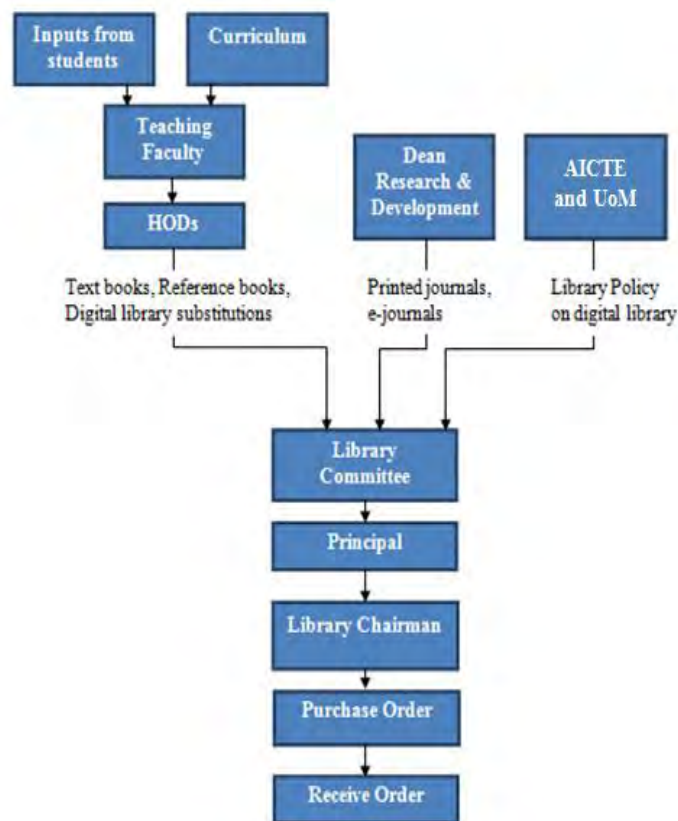 Inputs from
students
Curriculum
Teaching
Faculty
Dean
Research &
Development
AICTE
and UoM
HODs
Text books, Reference books,
Digital library substitutions
Printed journals,
e-journals
Library Policy
on digital library
Library
Committee
Principal
Library Chairman
Purchase Order
Receive Order